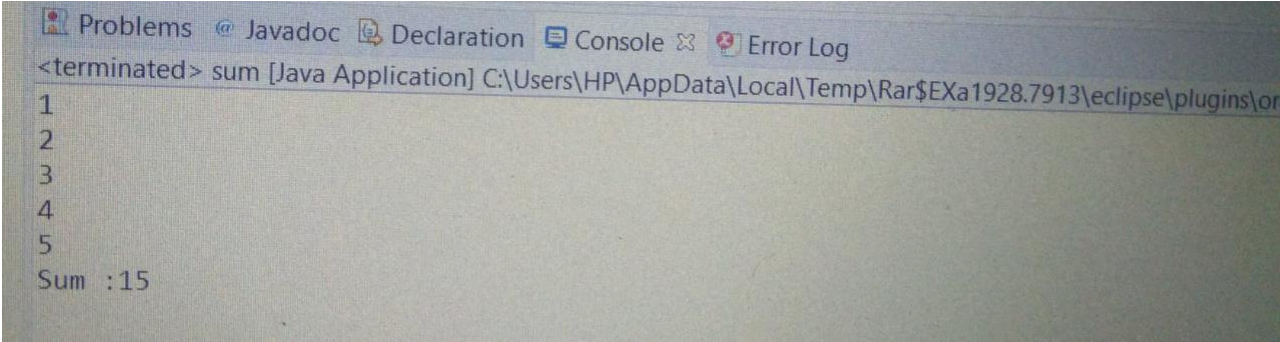 Problems @ Javadoc Declaration Console Error Log
<terminated> sum [Java Application] C:\Users\HP\AppData\Local\Temp\Rar$EXa1928.7913\eclipse\plugins\or
1
2
3
4
5
Sum :15